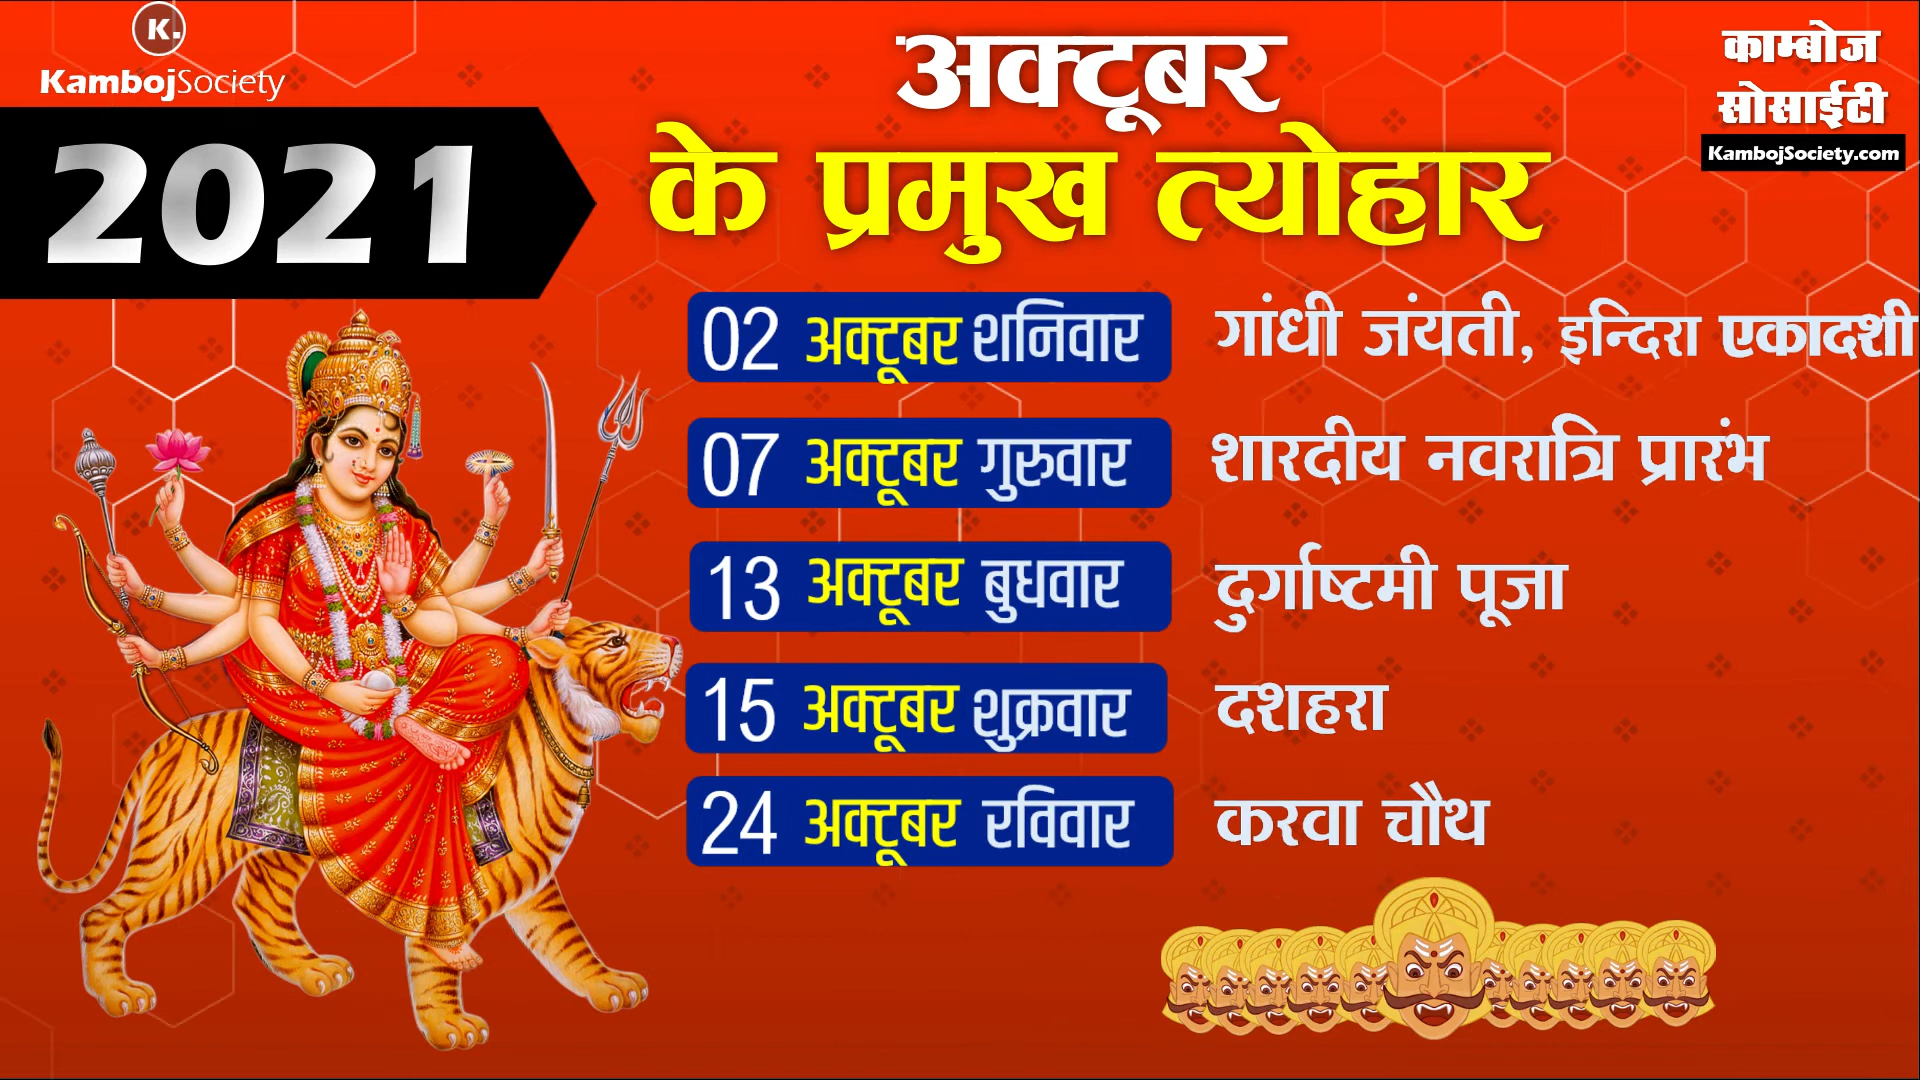 K.
KambojSociety
2021
अक्टूबर
के प्रमुख त्योहार
काम्बोज
सोसाईटी
KambojSociety.com
02 अक्टूबर शनिवार गांधी जंयती, इन्दिरा एकादशी
07 अक्टूबर गुरुवार शारदीय नवरात्रि प्रारंभ
13 अक्टूबर बुधवार दुर्गाष्टमी पूजा
15 अक्टूबर शुक्रवार दशहरा
24 अक्टूबर रविवार करवा चौथ